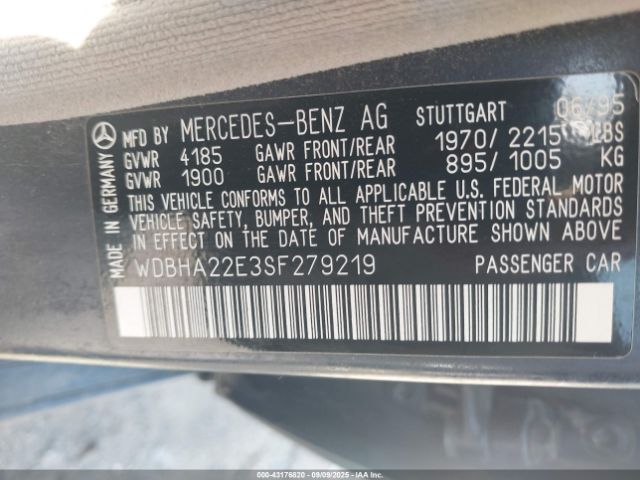 MADE IN GERMANY
MFD BY MERCEDES-BENZ AG STUTTGART 06/95
GVWR 4185 GAWR FRONT/REAR 1970/ 2215 LBS
GVWR 1900 GAWR FRONT/REAR 895/ 1005 KG
THIS VEHICLE CONFORMS TO ALL APPLICABLE U.S. FEDERAL MOTOR
VEHICLE SAFETY, BUMPER, AND THEFT PREVENTION STANDARDS
IN EFFECT ON THE DATE OF MANUFACTURE SHOWN ABOVE
WDBHA22E3SF279219 PASSENGER CAR
000-43176820 09/09/2025 IAAI.COM